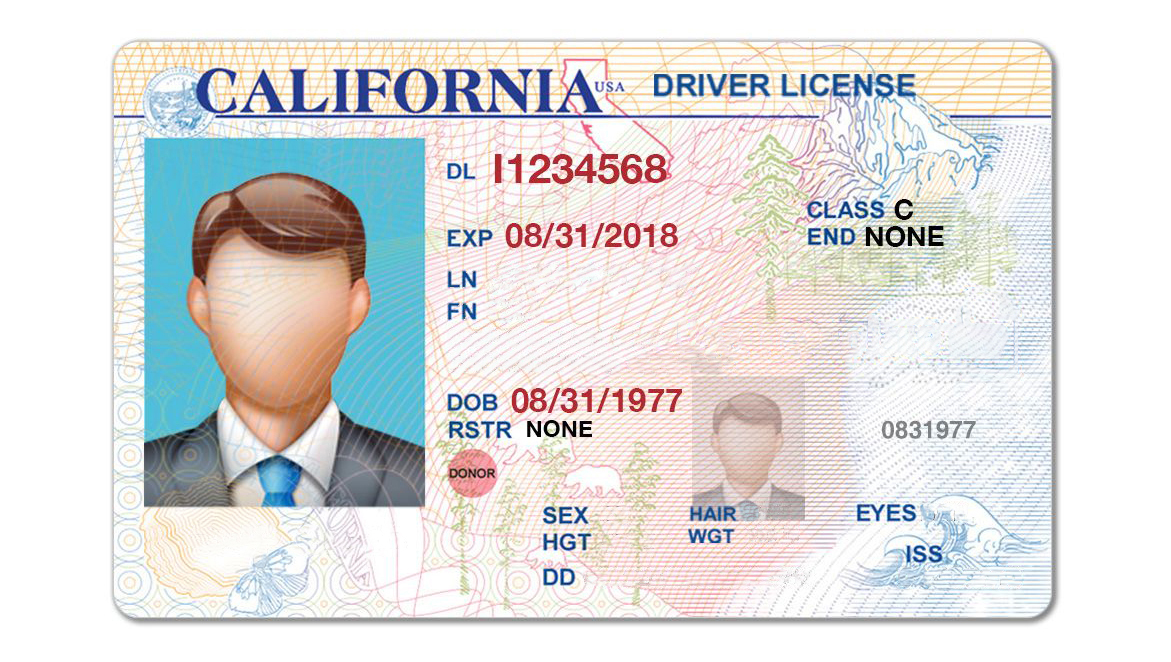 CALIFORNIA USA DRIVER LICENSE
DL I1234568
CLASS C
EXP 08/31/2018
END NONE
LN
FN
DOB 08/31/1977
RSTR NONE
0831977
DONOR
SEX
HAIR
EYES
HGT
WGT
ISS
DD